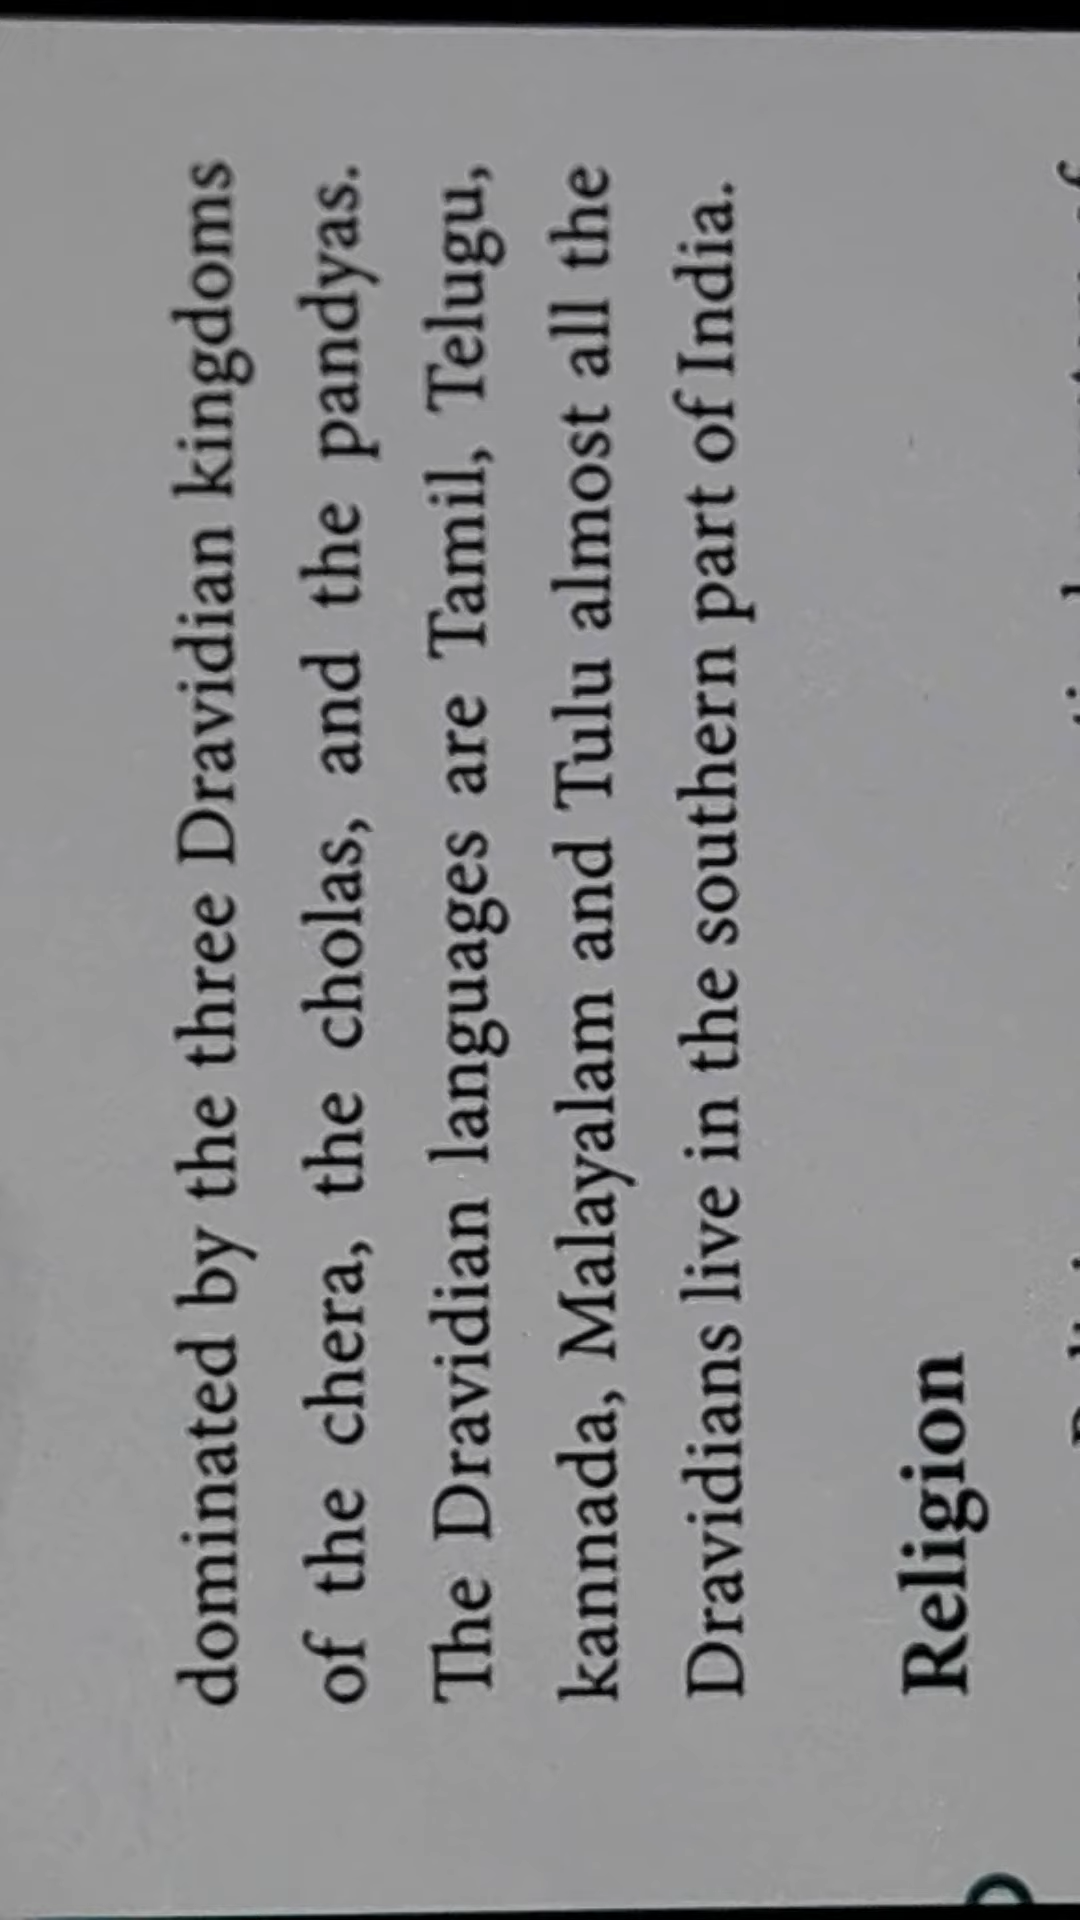 dominated by the three Dravidian kingdoms
of the chera, the cholas, and the pandyas.
The Dravidian languages are Tamil, Telugu,
kannada, Malayalam and Tulu almost all the
Dravidians live in the southern part of India.
Religion